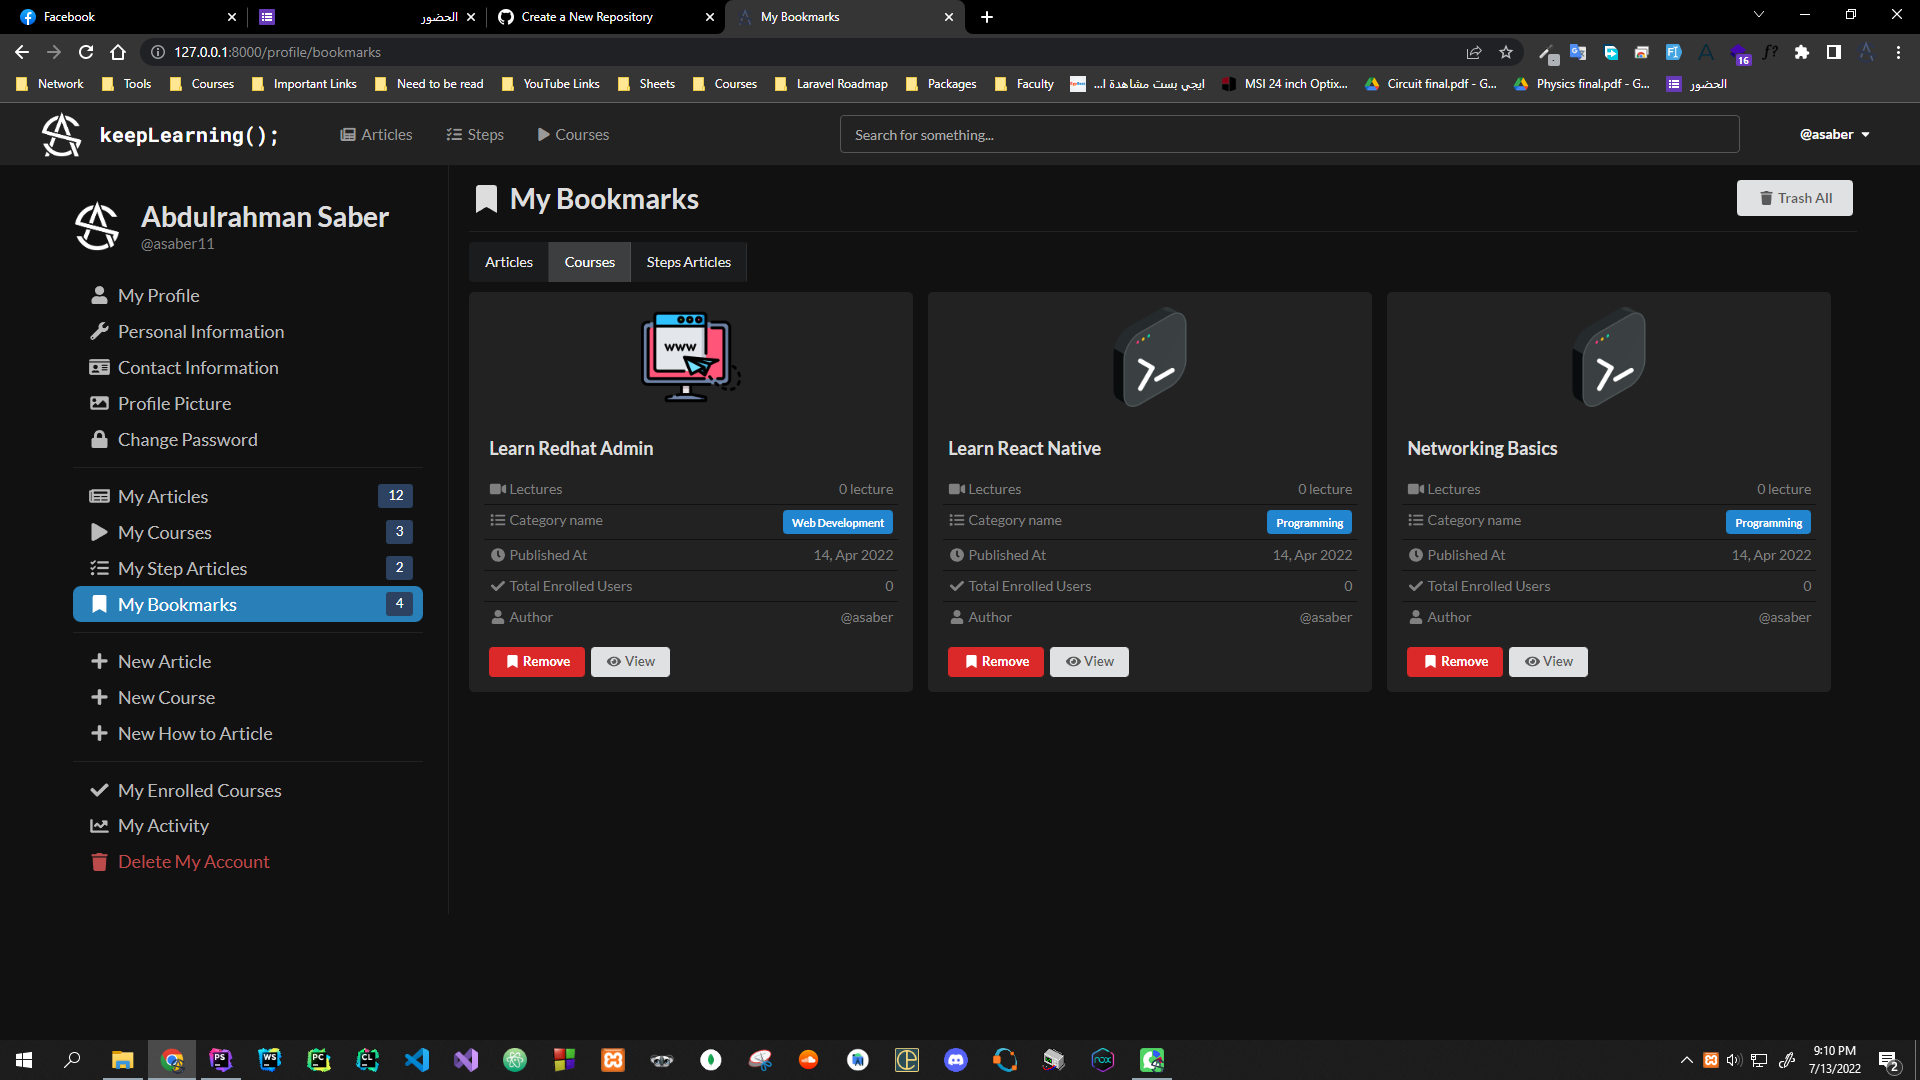 Facebook
الحضور
Create a New Repository
My Bookmarks
127.0.0.1:8000/profile/bookmarks
16
Network
Tools
Courses
Important Links
Need to be read
YouTube Links
Sheets
Courses
Laravel Roadmap
Packages
Faculty
ايجي بست مشاهدة ا...
MSI 24 inch Optix...
Circuit final.pdf - G...
Physics final.pdf - G...
الحضور
keepLearning();
Articles
Steps
Courses
Search for something...
@asaber
Abdulrahman Saber
@asaber11
My Profile
Personal Information
Contact Information
Profile Picture
Change Password
My Articles 12
My Courses 3
My Step Articles 2
My Bookmarks 4
New Article
New Course
New How to Article
My Enrolled Courses
My Activity
Delete My Account
My Bookmarks
Trash All
Articles
Courses
Steps Articles
www
Learn Redhat Admin
Lectures 0 lecture
Category name Web Development
Published At 14, Apr 2022
Total Enrolled Users 0
Author @asaber
Remove View
Learn React Native
Lectures 0 lecture
Category name Programming
Published At 14, Apr 2022
Total Enrolled Users 0
Author @asaber
Remove View
Networking Basics
Lectures 0 lecture
Category name Programming
Published At 14, Apr 2022
Total Enrolled Users 0
Author @asaber
Remove View
PS
WS
PC
CL
9:10 PM
7/13/2022
2